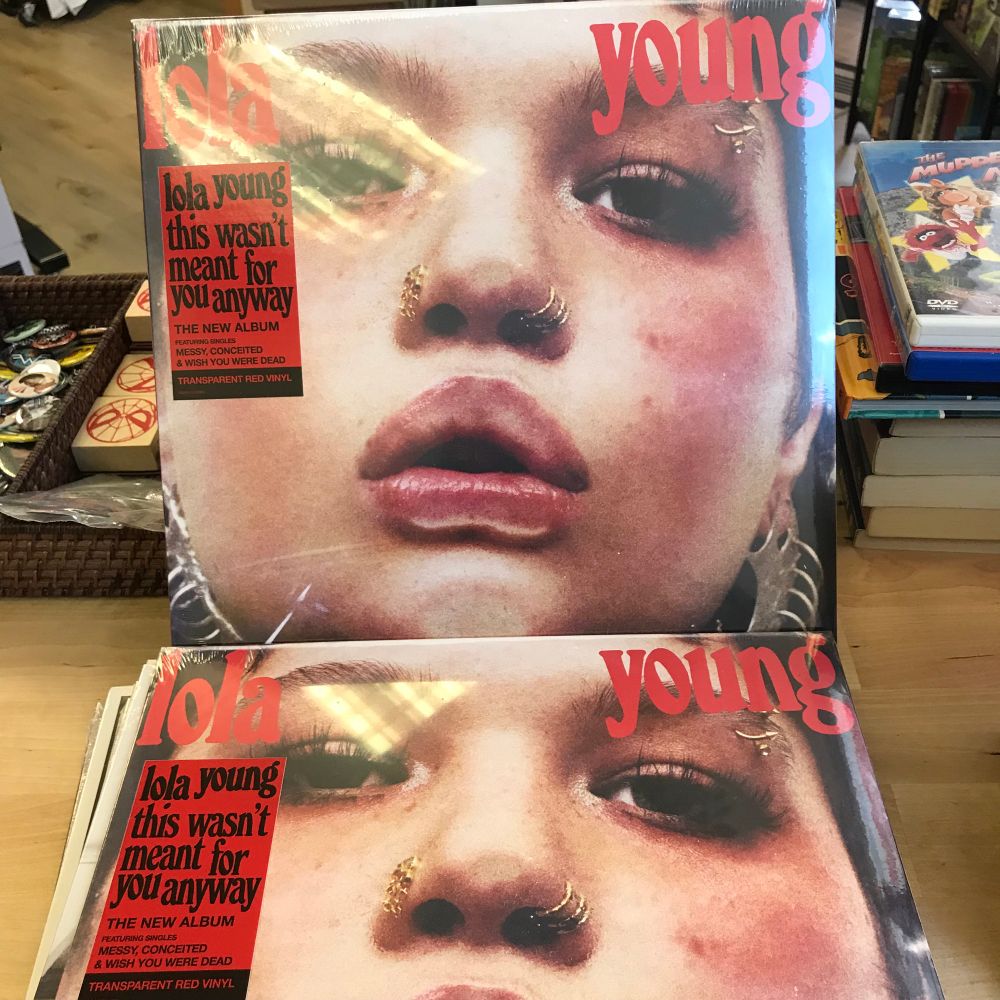 lola young
lola young
this wasn't
meant for
you anyway
THE NEW ALBUM
FEATURING SINGLES
MESSY, CONCEITED
& WISH YOU WERE DEAD
TRANSPARENT RED VINYL
THE
DVD
VIDEO
lola young
lola young
this wasn't
meant for
you anyway
THE NEW ALBUM
FEATURING SINGLES
MESSY, CONCEITED
& WISH YOU WERE DEAD
TRANSPARENT RED VINYL